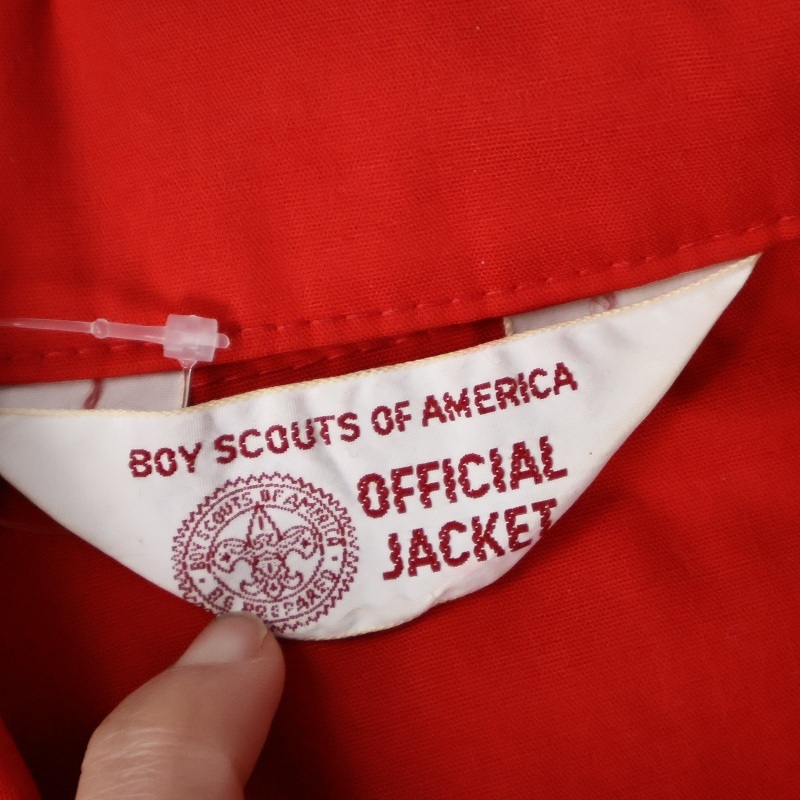 BOY SCOUTS OF AMERICA
OFFICIAL
JACKET
BOY SCOUTS OF AMERICA
BE PREPARED